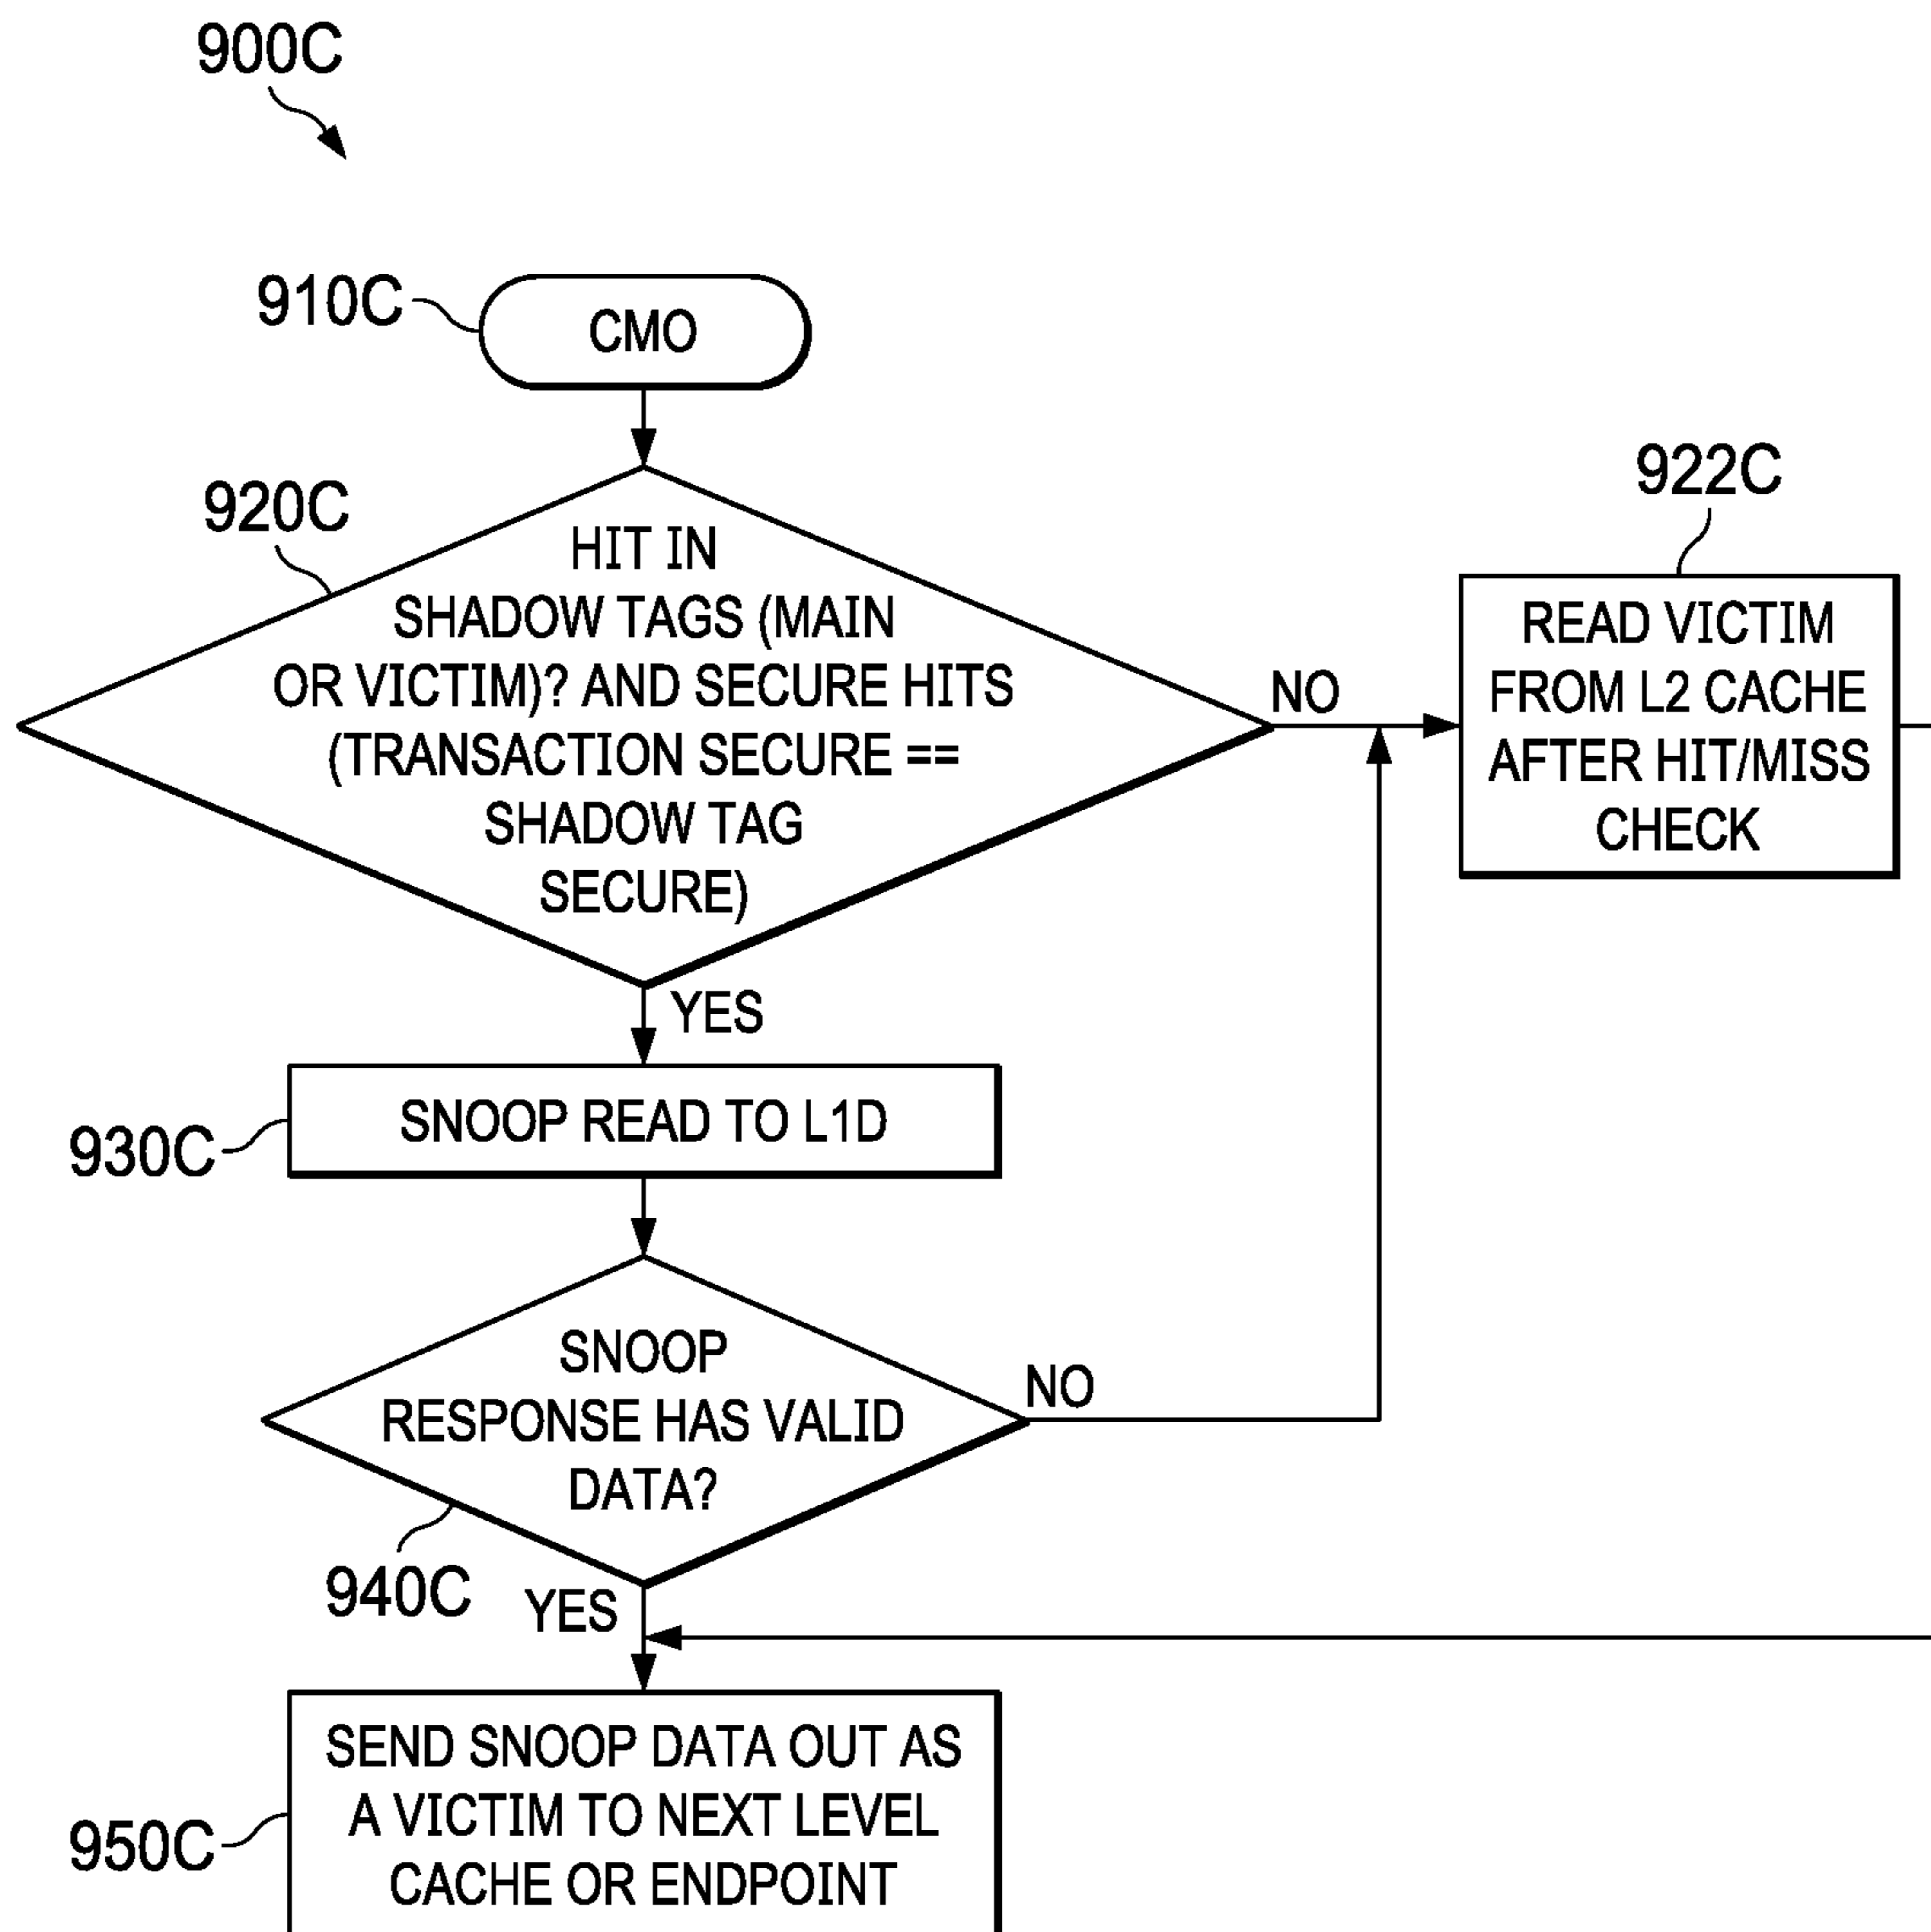 900C
910C
CMO
920C
HIT IN
SHADOW TAGS (MAIN
OR VICTIM)? AND SECURE HITS
(TRANSACTION SECURE ==
SHADOW TAG
SECURE)
NO
922C
READ VICTIM
FROM L2 CACHE
AFTER HIT/MISS
CHECK
YES
930C
SNOOP READ TO L1D
SNOOP
RESPONSE HAS VALID
DATA?
NO
940C
YES
950C
SEND SNOOP DATA OUT AS
A VICTIM TO NEXT LEVEL
CACHE OR ENDPOINT